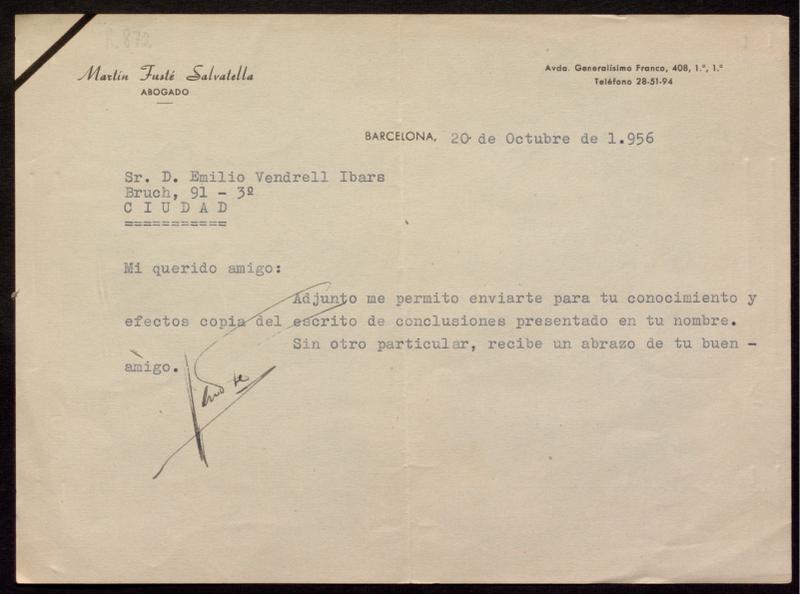 R.872
Martín Fusté Salvatella
ABOGADO
Avda. Generalísimo Franco, 408, 1.º, 1.ª
Teléfono 28-51-94
BARCELONA, 20 de Octubre de 1.956
Sr. D. Emilio Vendrell Ibars
Bruch, 91 - 3º
C I U D A D
===========
Mi querido amigo:
Adjunto me permito enviarte para tu conocimiento y
efectos copia del escrito de conclusiones presentado en tu nombre.
Sin otro particular, recibe un abrazo de tu buen -
amigo.